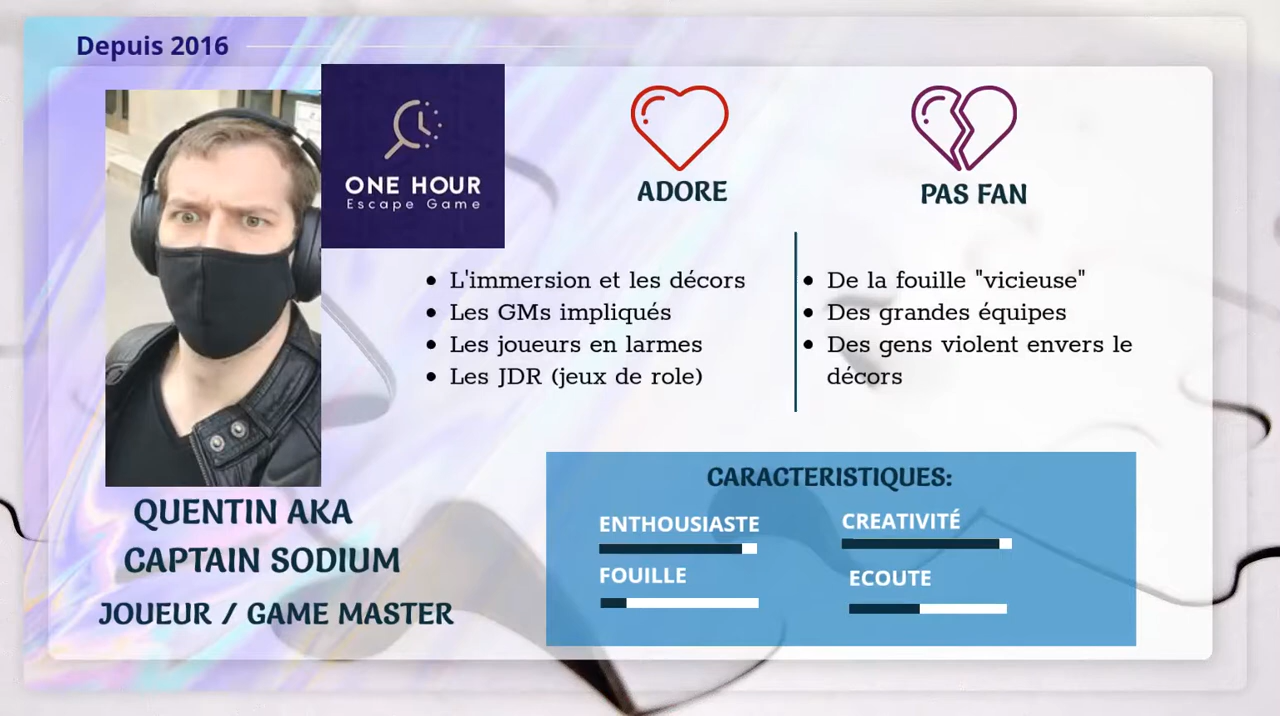 Depuis 2016
ONE HOUR
Escape Game
ADORE
PAS FAN
L'immersion et les décors
Les GMs impliqués
Les joueurs en larmes
Les JDR (jeux de role)
De la fouille "vicieuse"
Des grandes équipes
Des gens violent envers le
décors
QUENTIN AKA
CAPTAIN SODIUM
JOUEUR / GAME MASTER
CARACTERISTIQUES:
ENTHOUSIASTE
CREATIVITÉ
FOUILLE
ECOUTE